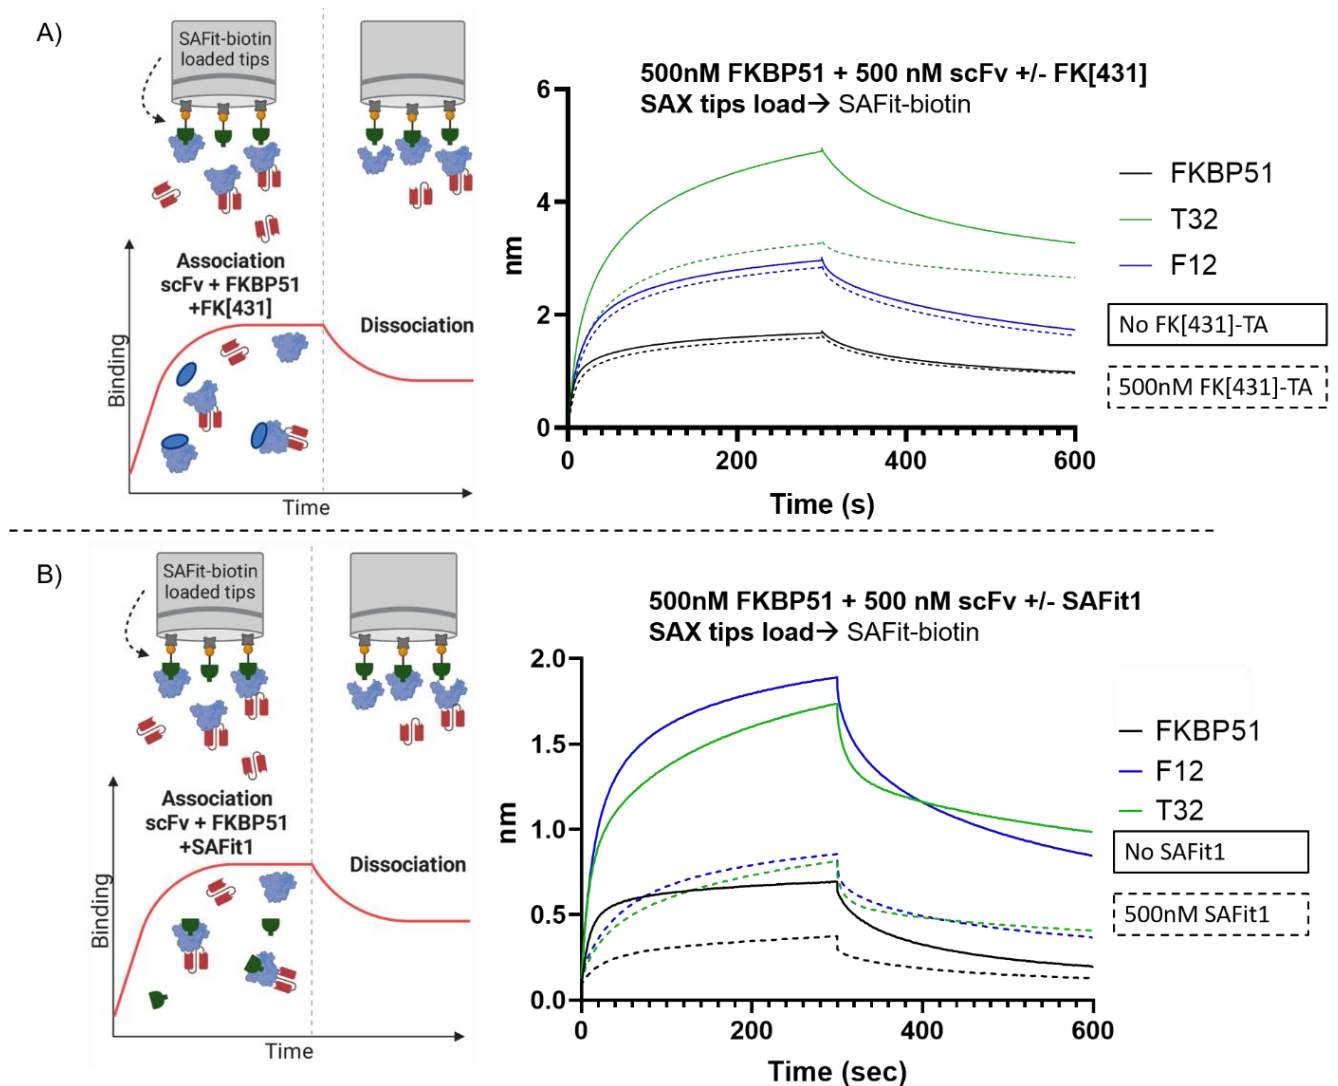 A)
SAFit-biotin
loaded tips
Association
scFv + FKBP51
+FK[431]
Dissociation
Binding
Time
500nM FKBP51 + 500 nM scFv +/- FK[431]
SAX tips load→ SAFit-biotin
6
4
2
0
nm
0
200
400
600
Time (s)
FKBP51
T32
F12
No FK[431]-TA
500nM FK[431]-TA
B)
SAFit-biotin
loaded tips
Association
scFv + FKBP51
+SAFit1
Dissociation
Binding
Time
500nM FKBP51 + 500 nM scFv +/- SAFit1
SAX tips load→ SAFit-biotin
2.0
1.5
1.0
0.5
0.0
nm
0
200
400
600
Time (sec)
FKBP51
F12
T32
No SAFit1
500nM SAFit1